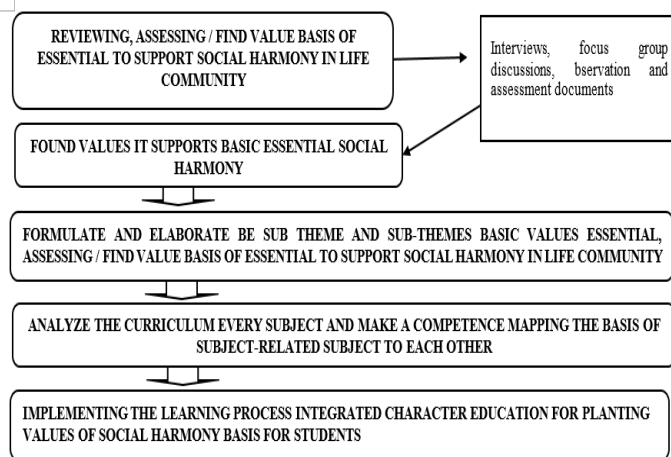 REVIEWING, ASSESSING / FIND VALUE BASIS OF
ESSENTIAL TO SUPPORT SOCIAL HARMONY IN LIFE
COMMUNITY
Interviews, focus group
discussions, bservation and
assessment documents
FOUND VALUES IT SUPPORTS BASIC ESSENTIAL SOCIAL
HARMONY
FORMULATE AND ELABORATE BE SUB THEME AND SUB-THEMES BASIC VALUES ESSENTIAL,
ASSESSING / FIND VALUE BASIS OF ESSENTIAL TO SUPPORT SOCIAL HARMONY IN LIFE COMMUNITY
ANALYZE THE CURRICULUM EVERY SUBJECT AND MAKE A COMPETENCE MAPPING THE BASIS OF
SUBJECT-RELATED SUBJECT TO EACH OTHER
IMPLEMENTING THE LEARNING PROCESS INTEGRATED CHARACTER EDUCATION FOR PLANTING
VALUES OF SOCIAL HARMONY BASIS FOR STUDENTS